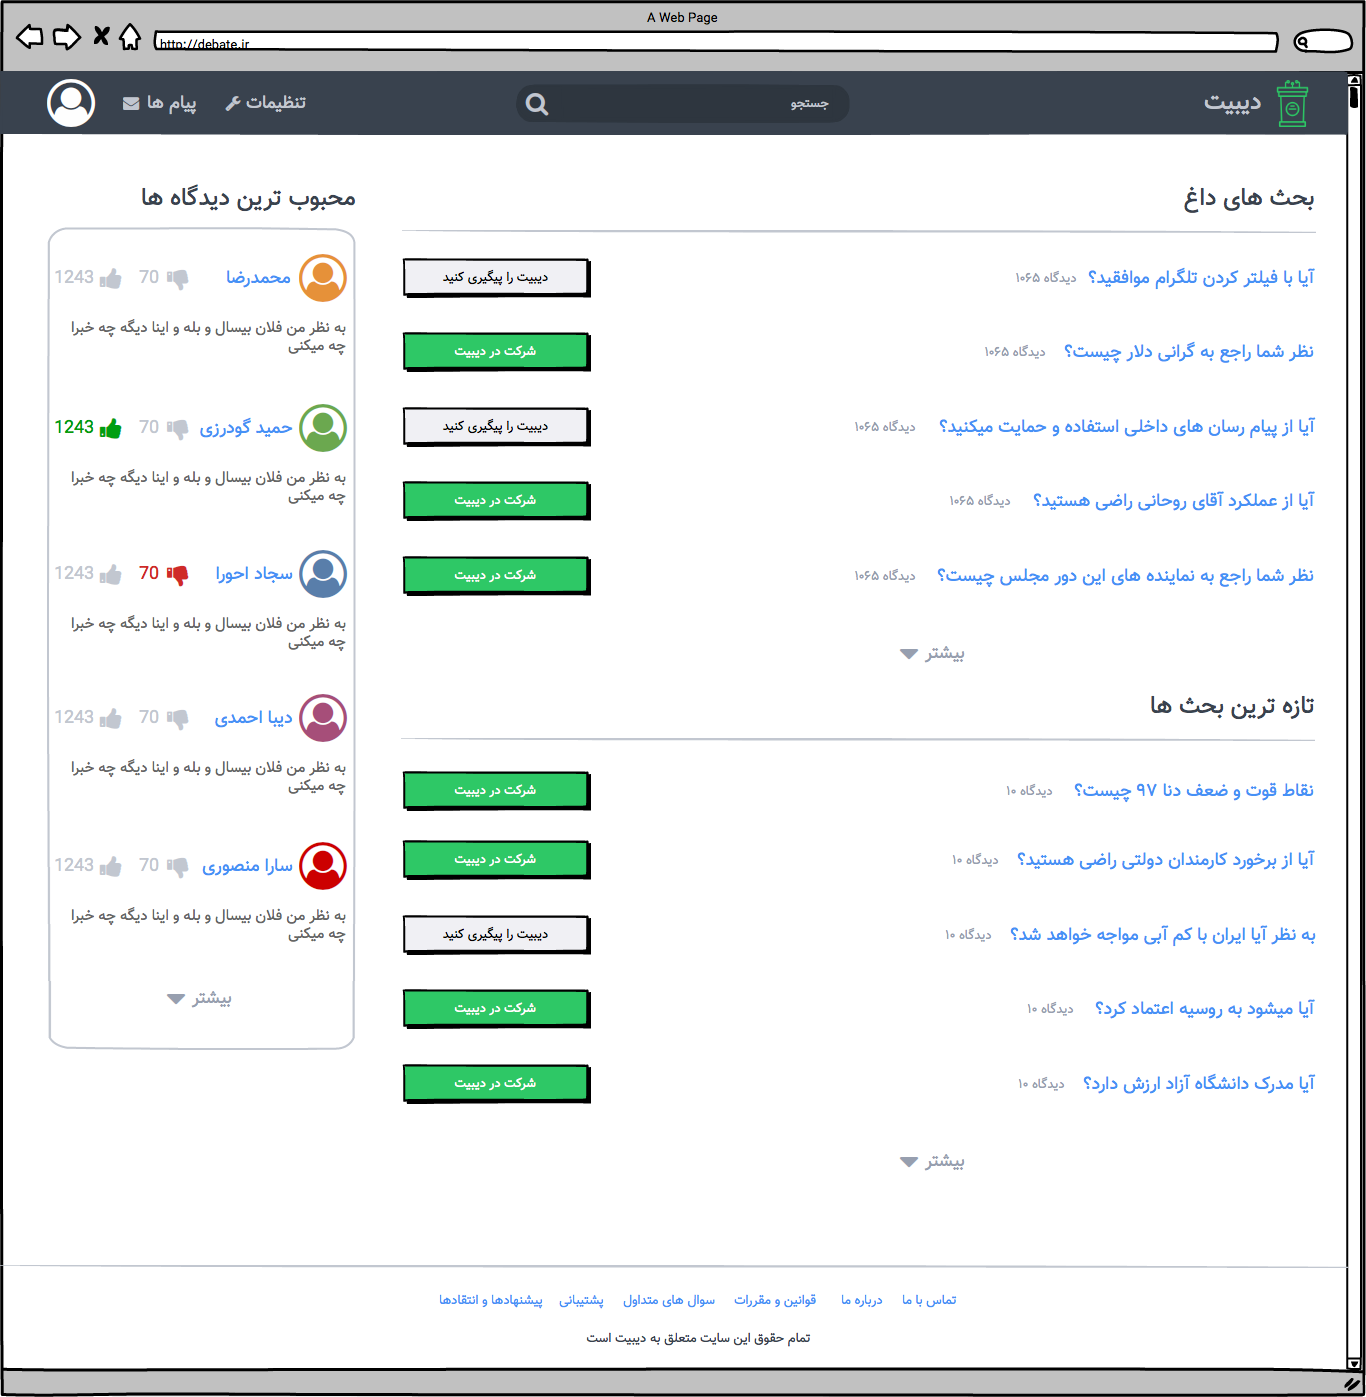 A Web Page
http://debate.ir
دیبیت
جستجو
تنظیمات
پیام ها
بحث های داغ
آیا با فیلتر کردن تلگرام موافقید؟ ۱۰۶۵ دیدگاه
دیبیت را پیگیری کنید
نظر شما راجع به گرانی دلار چیست؟ ۱۰۶۵ دیدگاه
شرکت در دیبیت
آیا از پیام رسان های داخلی استفاده و حمایت میکنید؟ ۱۰۶۵ دیدگاه
دیبیت را پیگیری کنید
آیا از عملکرد آقای روحانی راضی هستید؟ ۱۰۶۵ دیدگاه
شرکت در دیبیت
نظر شما راجع به نماینده های این دور مجلس چیست؟ ۱۰۶۵ دیدگاه
شرکت در دیبیت
بیشتر
تازه ترین بحث ها
نقاط قوت و ضعف دنا ۹۷ چیست؟ ۱۰ دیدگاه
شرکت در دیبیت
آیا از برخورد کارمندان دولتی راضی هستید؟ ۱۰ دیدگاه
شرکت در دیبیت
به نظر آیا ایران با کم آبی مواجه خواهد شد؟ ۱۰ دیدگاه
دیبیت را پیگیری کنید
آیا میشود به روسیه اعتماد کرد؟ ۱۰ دیدگاه
شرکت در دیبیت
آیا مدرک دانشگاه آزاد ارزش دارد؟ ۱۰ دیدگاه
شرکت در دیبیت
بیشتر
محبوب ترین دیدگاه ها
محمدرضا 70 1243
به نظر من فلان بیسال و بله و اینا دیگه چه خبرا
چه میکنی
حمید گودرزی 70 1243
به نظر من فلان بیسال و بله و اینا دیگه چه خبرا
چه میکنی
سجاد احورا 70 1243
به نظر من فلان بیسال و بله و اینا دیگه چه خبرا
چه میکنی
دیبا احمدی 70 1243
به نظر من فلان بیسال و بله و اینا دیگه چه خبرا
چه میکنی
سارا منصوری 70 1243
به نظر من فلان بیسال و بله و اینا دیگه چه خبرا
چه میکنی
بیشتر
تماس با ما درباره ما قوانین و مقررات سوال های متداول پشتیبانی پیشنهادها و انتقادها
تمام حقوق این سایت متعلق به دیبیت است